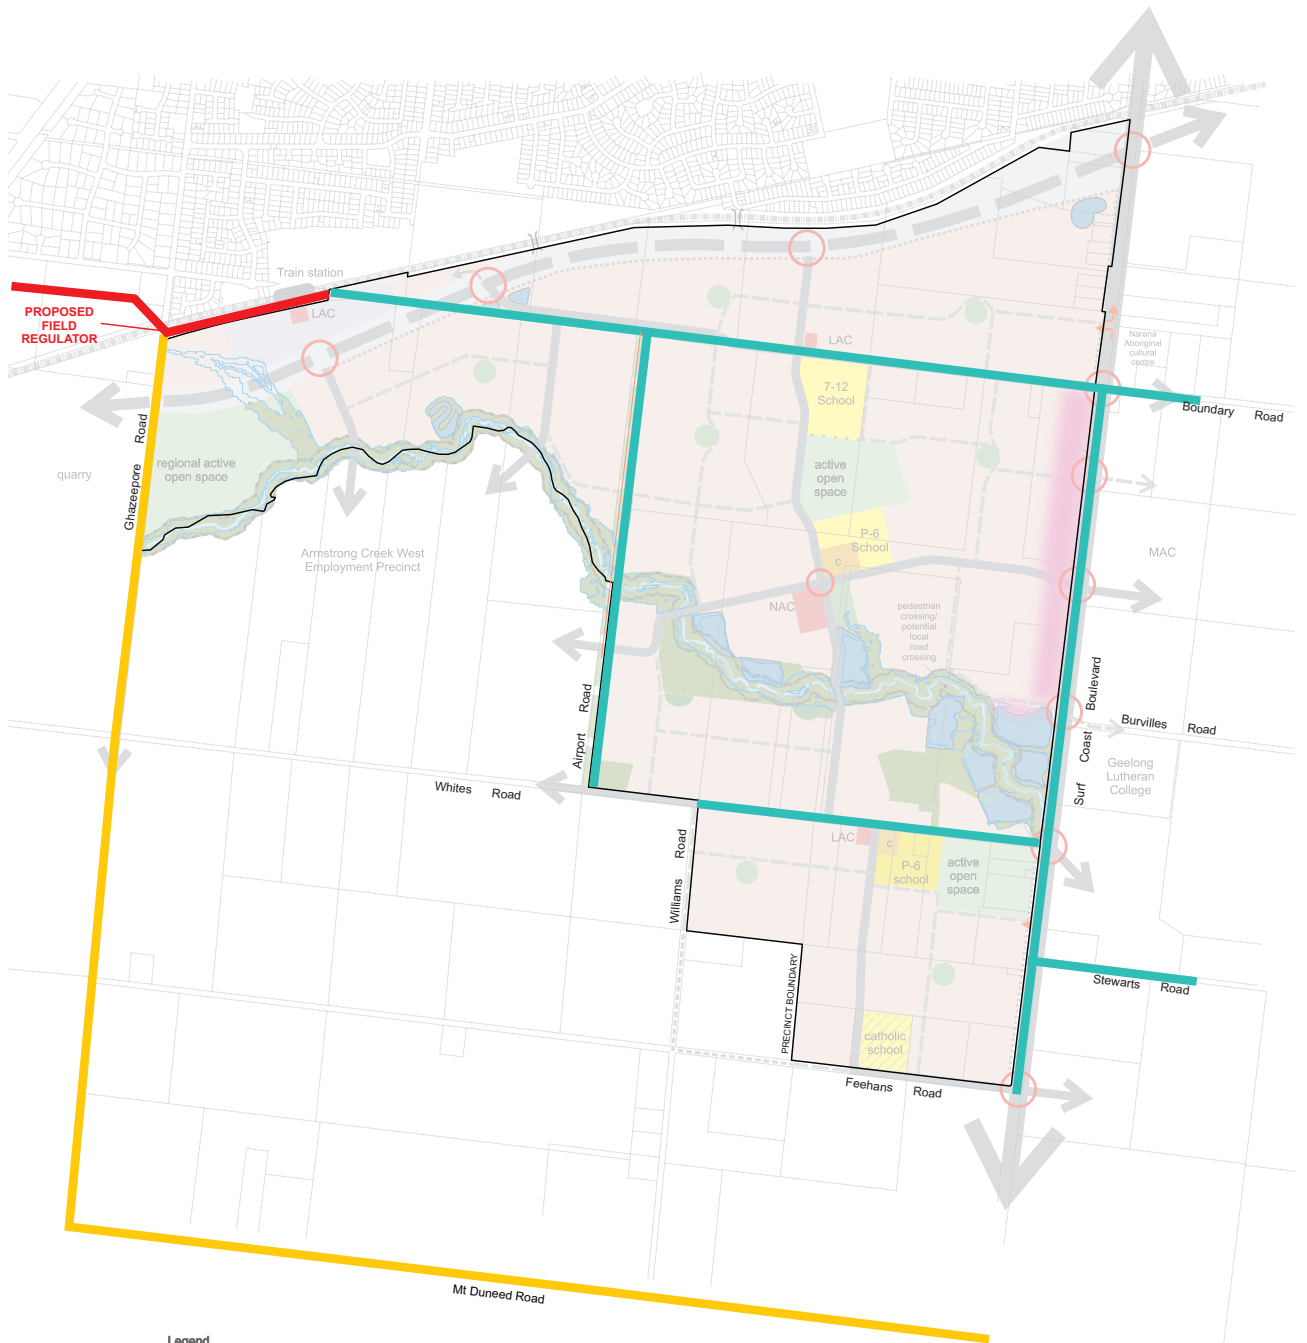 Train station
LAC
PROPOSED
FIELD
REGULATOR
Narana
Aboriginal
cultural
centre
LAC
7-12
School
Boundary Road
Ghazeepore Road
quarry
regional active
open space
active
open
space
Armstrong Creek West
Employment Precinct
P-6
School
C
MAC
NAC
pedestrian
crossing/
potential
local
road
crossing
Surf Coast Boulevard
Airport Road
Burvilles Road
Geelong
Lutheran
College
Whites Road
Williams Road
LAC
C
P-6
school
active
open
space
PRECINCT BOUNDARY
Stewarts Road
catholic
school
Feehans Road
Mt Duneed Road
Legend